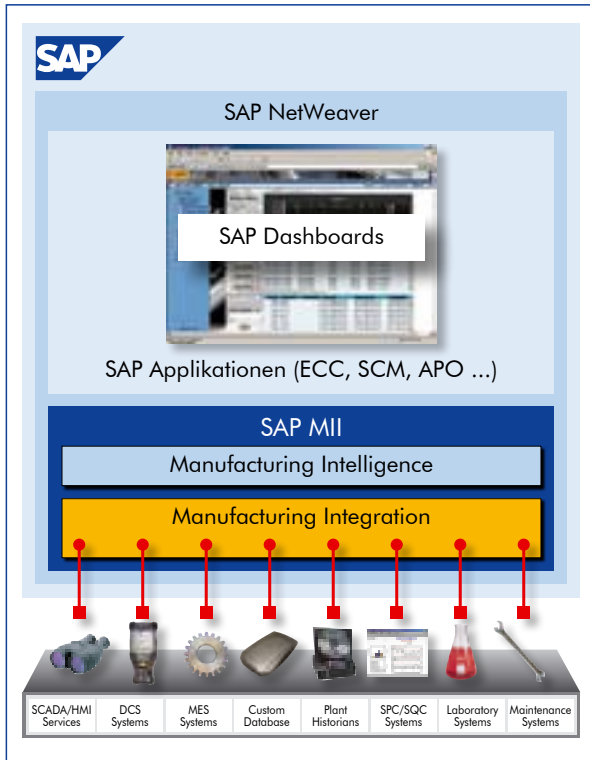 SAP
SAP NetWeaver
SAP Dashboards
SAP Applikationen (ECC, SCM, APO ...)
SAP MII
Manufacturing Intelligence
Manufacturing Integration
SCADA/HMI
Services
DCS
Systems
MES
Systems
Custom
Database
Plant
Historians
SPC/SQC
Systems
Laboratory
Systems
Maintenance
Systems